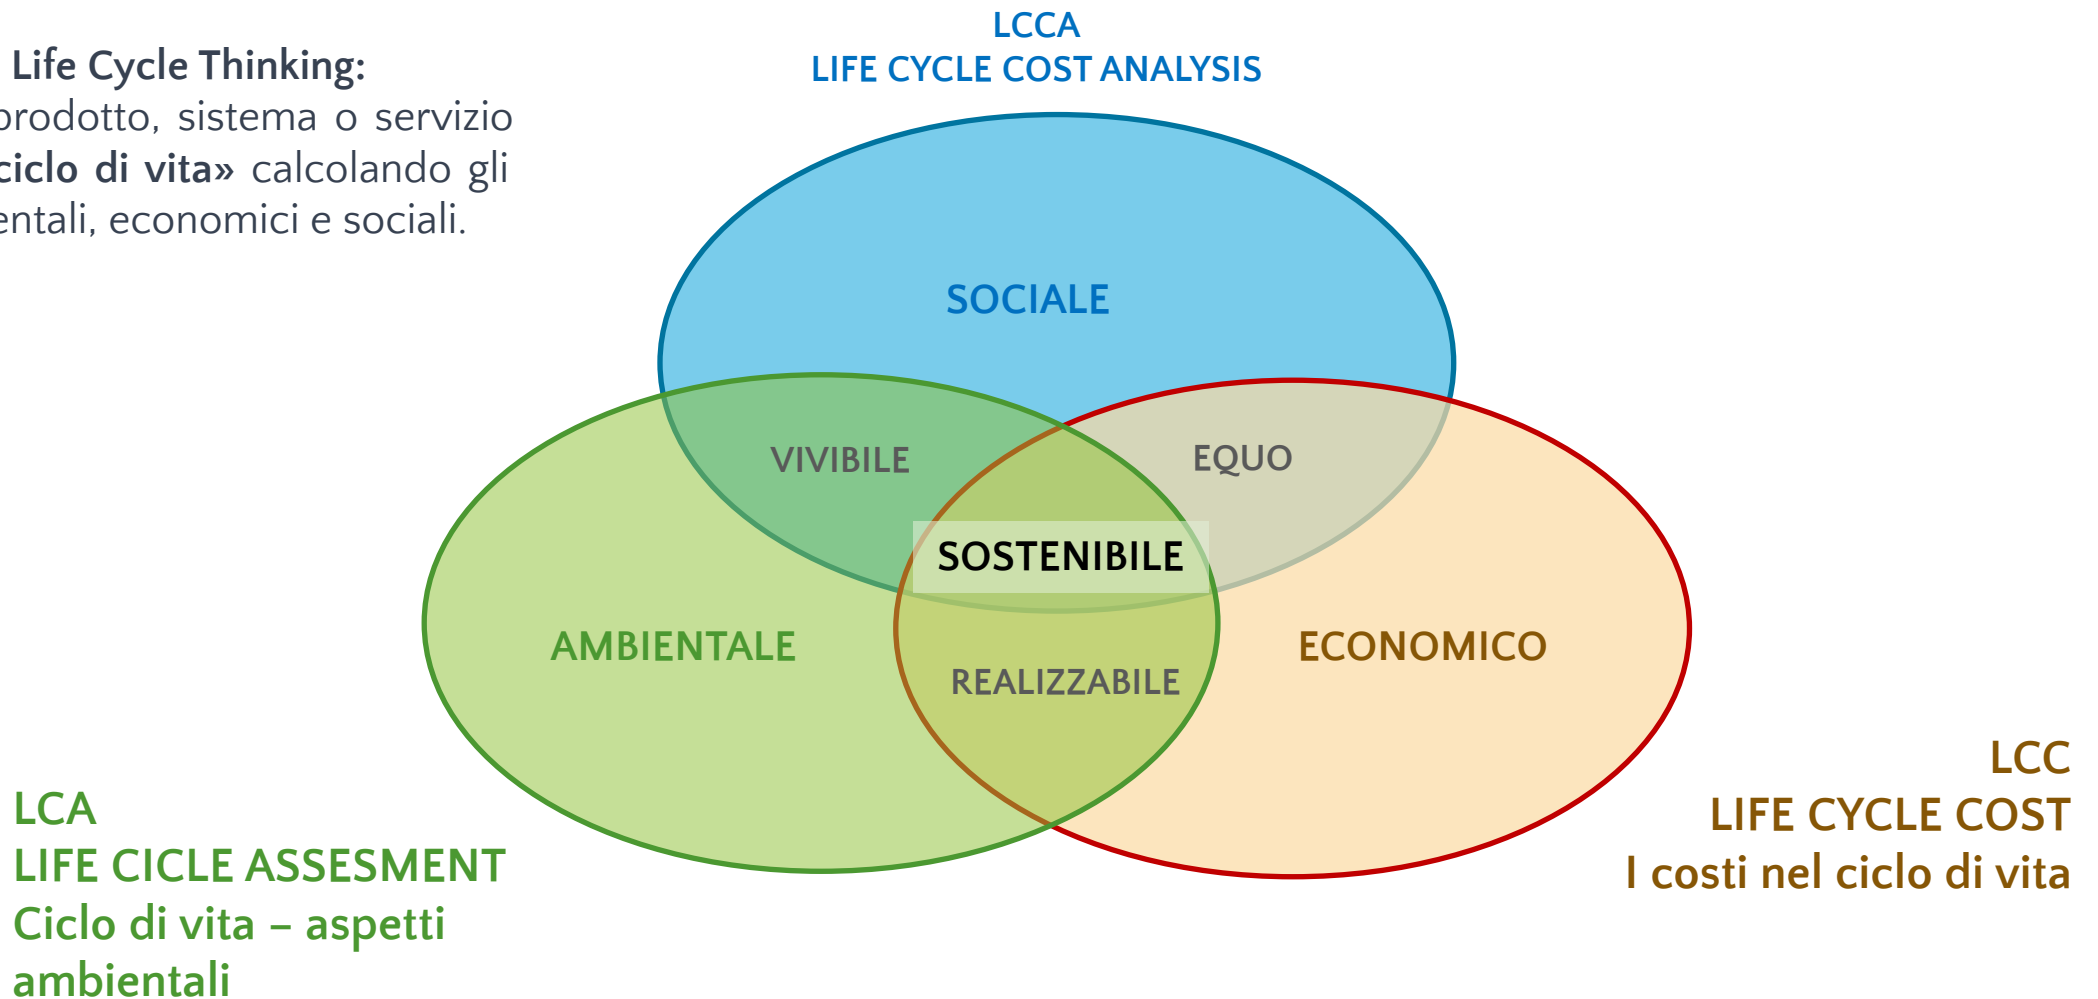 LCCA
LIFE CYCLE COST ANALYSIS
Life Cycle Thinking:
prodotto, sistema o servizio
ciclo di vita» calcolando gli
entali, economici e sociali.
SOCIALE
VIVIBILE
EQUO
SOSTENIBILE
AMBIENTALE
ECONOMICO
REALIZZABILE
LCC
LIFE CYCLE COST
I costi nel ciclo di vita
LCA
LIFE CICLE ASSESMENT
Ciclo di vita – aspetti
ambientali